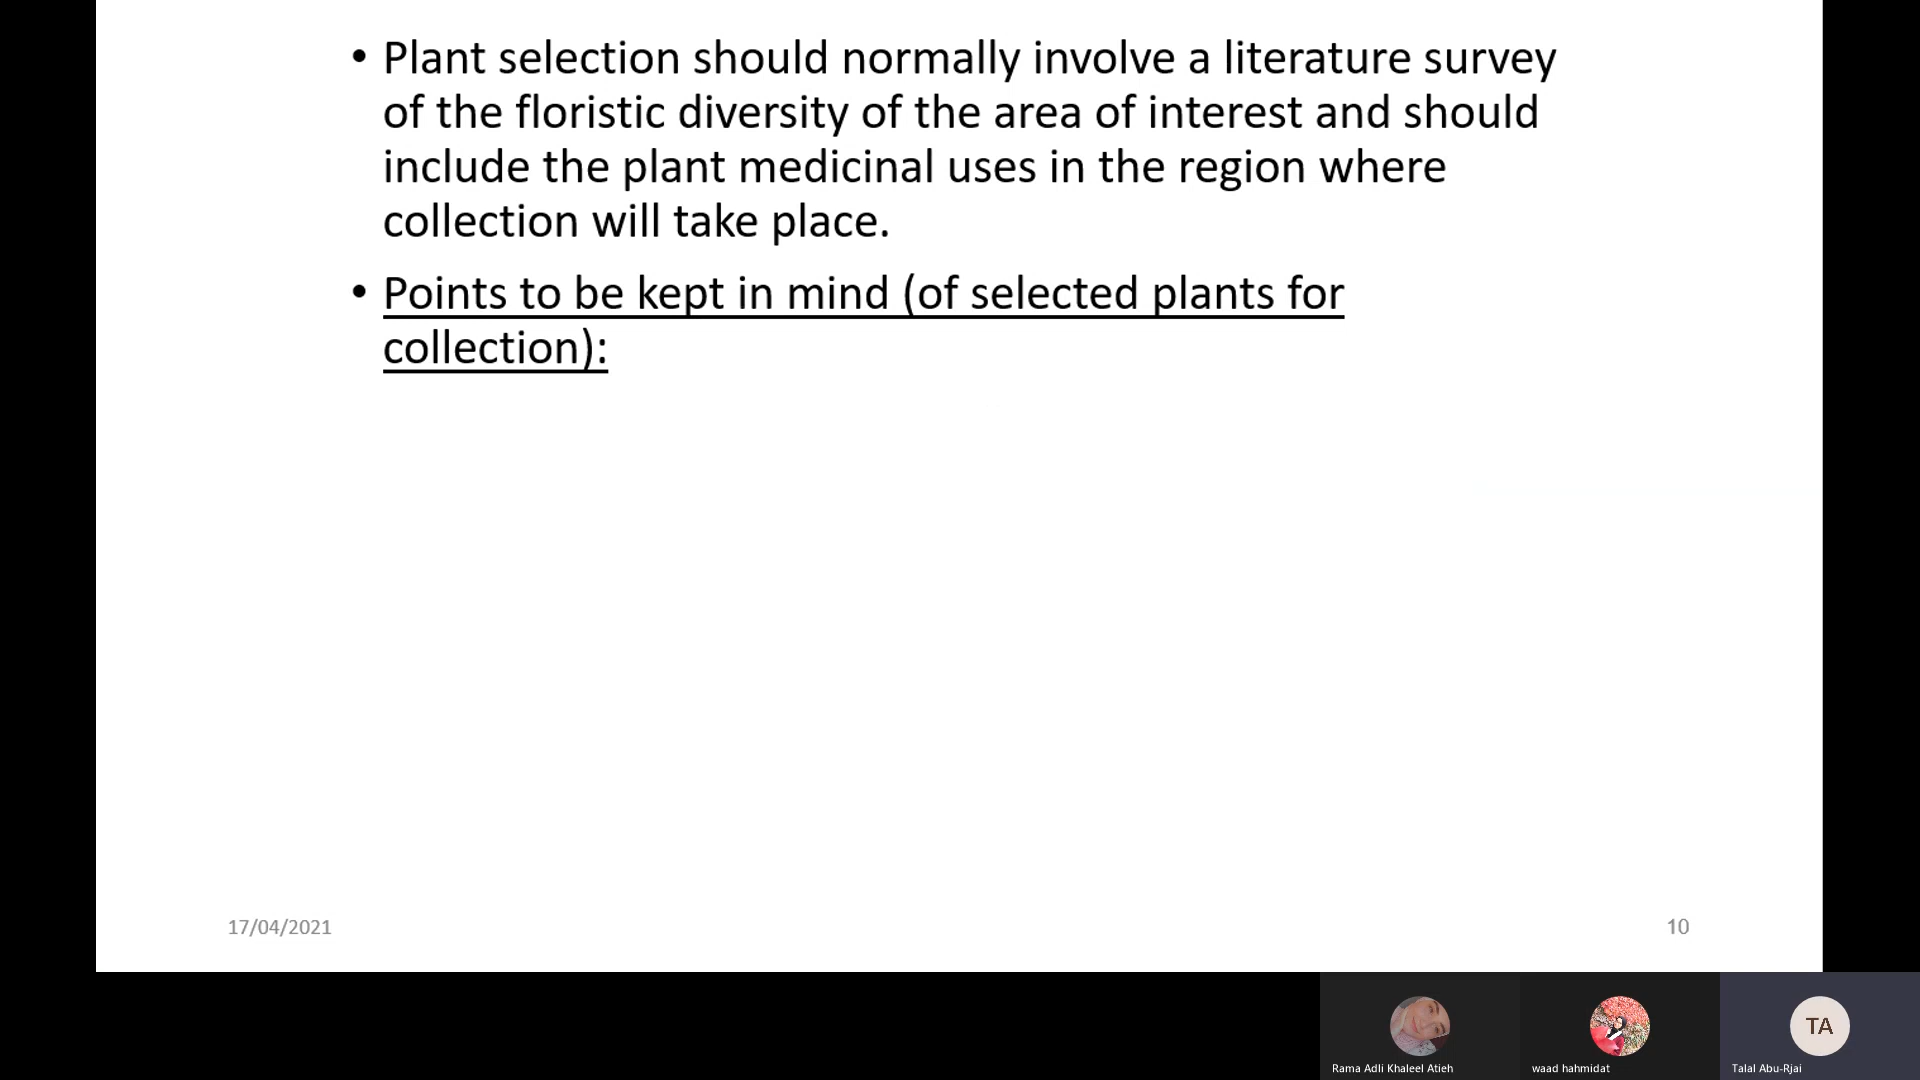 • Plant selection should normally involve a literature survey
of the floristic diversity of the area of interest and should
include the plant medicinal uses in the region where
collection will take place.
• Points to be kept in mind (of selected plants for
collection):
17/04/2021
10
TA
Rama Adli Khaleel Atieh
waad hahmidat
Talal Abu-Rjai